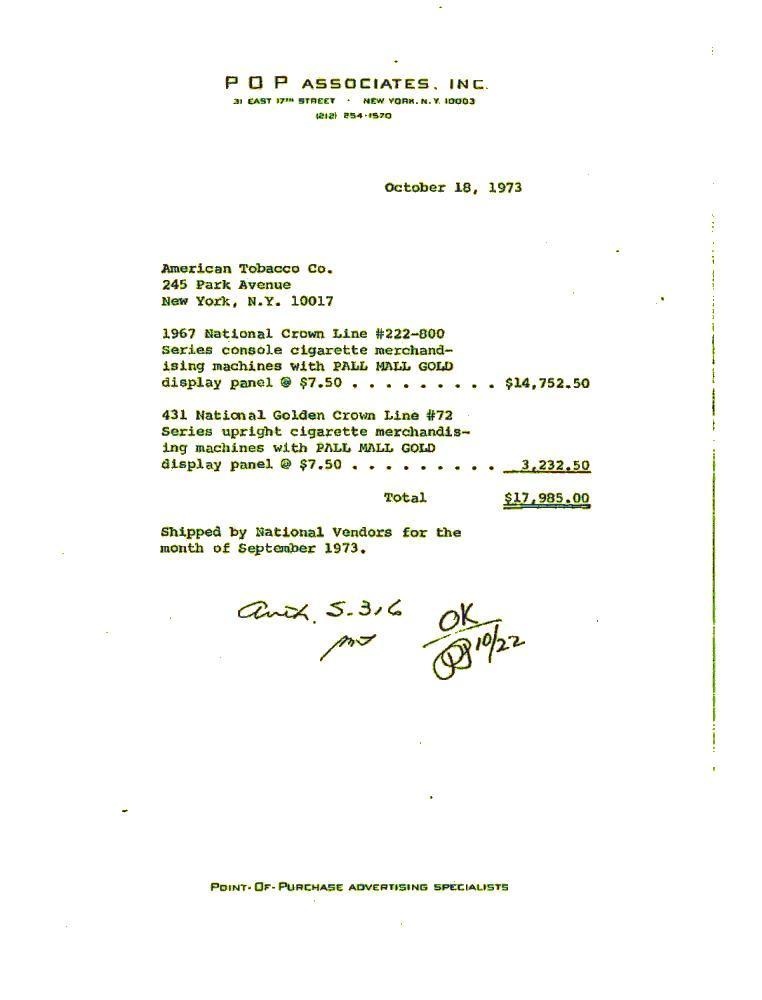 POP ASSOCIATES, INC.
31 EAST 17TH STREET · NEW YORK, N.Y. 10003
(212) 254-1570
October 18, 1973
American Tobacco Co.
245 Park Avenue
New York, N.Y. 10017
1967 National Crown Line #222-800
Series console cigarette merchand-
ising machines with PALL MALL GOLD
display panel @ $7.50 . . . . . . . . . $14,752.50
431 National Golden Crown Line #72
Series upright cigarette merchandis-
ing machines with PALL MALL GOLD
display panel @ $7.50 . . . . . . . . . 3,232.50
Total $17,985.00
Shipped by National Vendors for the
month of September 1973.
Auth. S-316 OK
10/22
POINT-OF-PURCHASE ADVERTISING SPECIALISTS